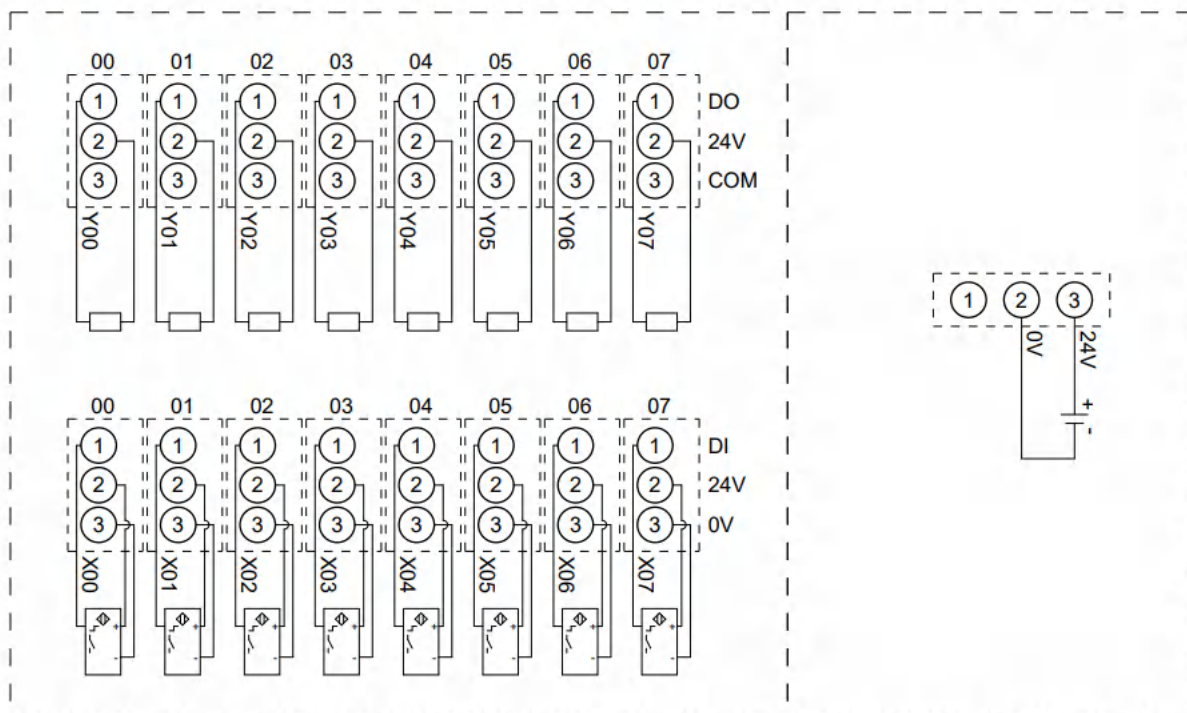 00 01 02 03 04 05 06 07
1 1 1 1 1 1 1 1 DO
2 2 2 2 2 2 2 2 24V
3 3 3 3 3 3 3 3 COM
Y00 Y01 Y02 Y03 Y04 Y05 Y06 Y07
00 01 02 03 04 05 06 07
1 1 1 1 1 1 1 1 DI
2 2 2 2 2 2 2 2 24V
3 3 3 3 3 3 3 3 0V
X00 X01 X02 X03 X04 X05 X06 X07
+ + + + + + + +
- - - - - - - -
1 2 3
0V 24V
+
-